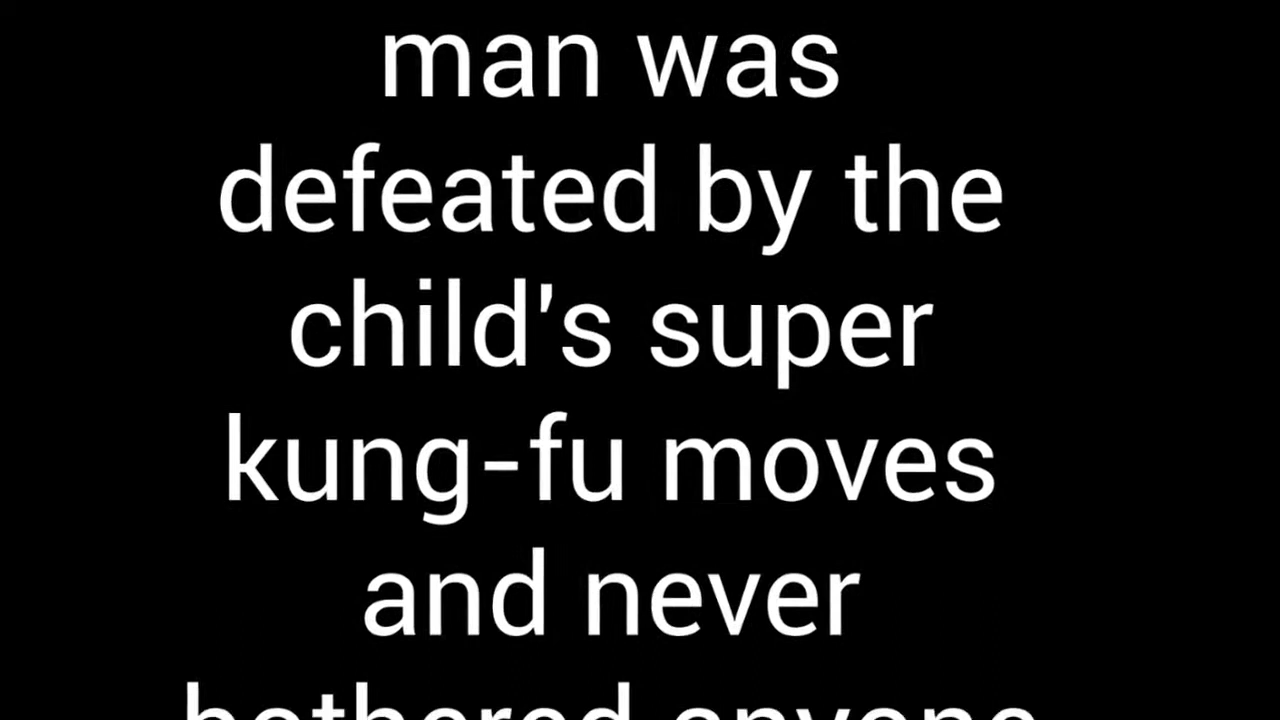 man was
defeated by the
child's super
kung-fu moves
and never
bothered anyone